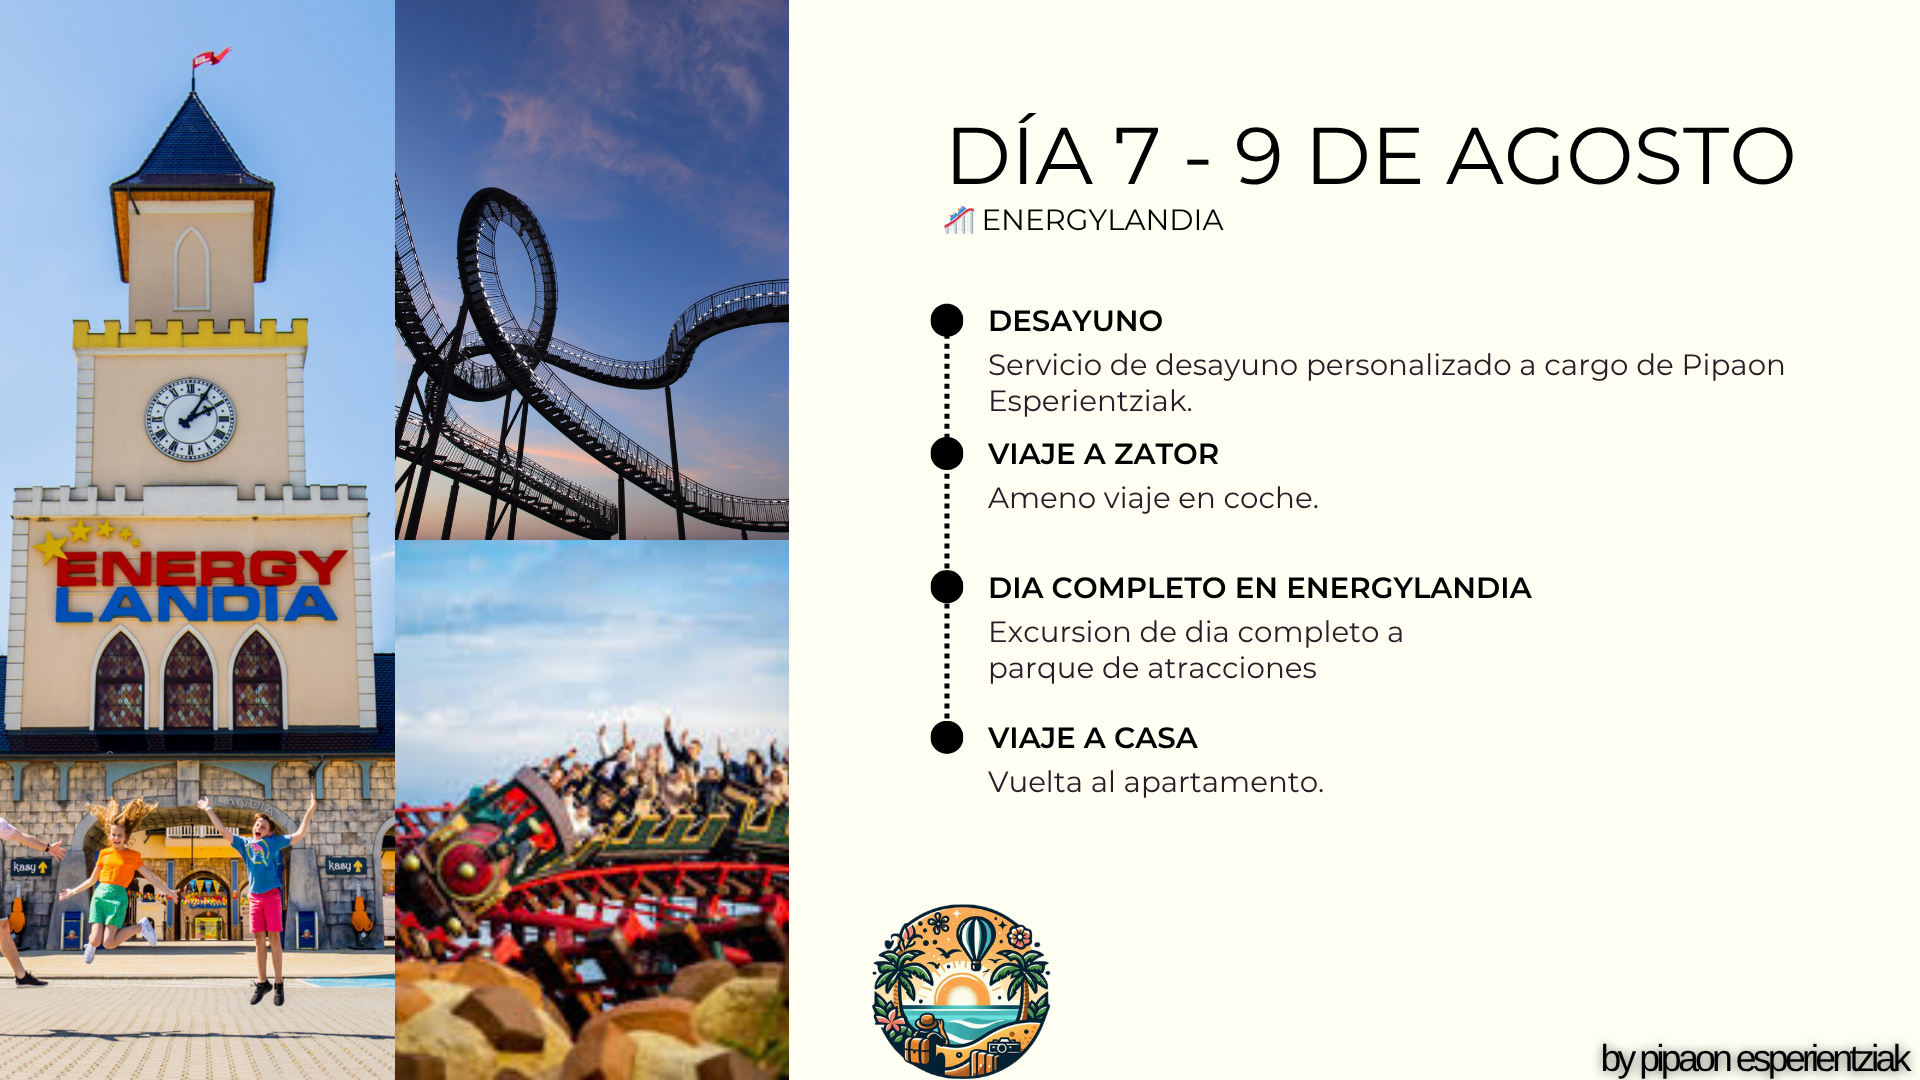 DÍA 7 - 9 DE AGOSTO
🎢 ENERGYLANDIA
DESAYUNO
Servicio de desayuno personalizado a cargo de Pipaon
Esperientziak.
VIAJE A ZATOR
Ameno viaje en coche.
DIA COMPLETO EN ENERGYLANDIA
Excursion de dia completo a
parque de atracciones
VIAJE A CASA
Vuelta al apartamento.
by pipaon esperientziak
EL
ENERGY
LANDIA
LANDIA
kasy
kasy